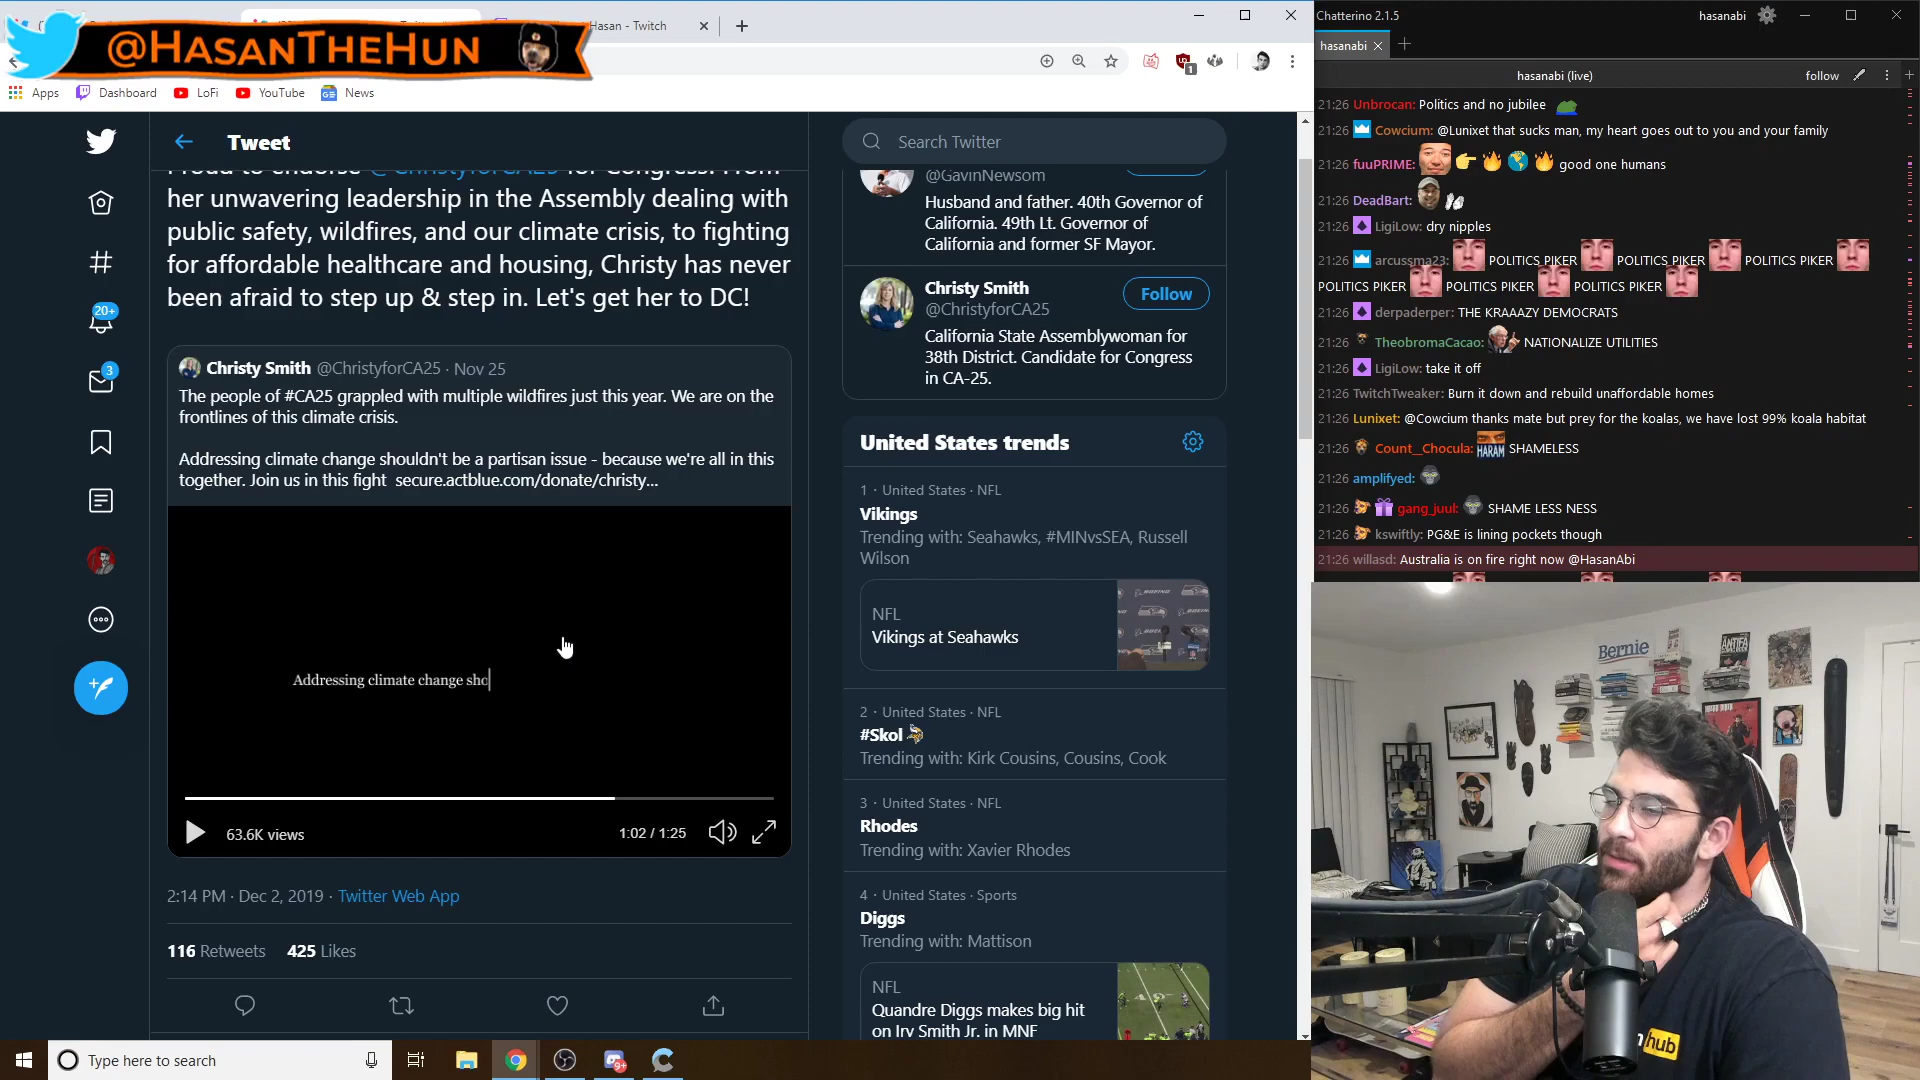 @HASANTHEHUN
Hasan - Twitch
Apps
Dashboard
LoFi
YouTube
News
Tweet
her unwavering leadership in the Assembly dealing with
public safety, wildfires, and our climate crisis, to fighting
for affordable healthcare and housing, Christy has never
been afraid to step up & step in. Let's get her to DC!
Christy Smith @ChristyforCA25 · Nov 25
The people of #CA25 grappled with multiple wildfires just this year. We are on the
frontlines of this climate crisis.
Addressing climate change shouldn't be a partisan issue - because we're all in this
together. Join us in this fight secure.actblue.com/donate/christy...
Addressing climate change sho
63.6K views
1:02 / 1:25
2:14 PM · Dec 2, 2019 · Twitter Web App
116 Retweets 425 Likes
20+
3
Search Twitter
@GavinNewsom
Husband and father. 40th Governor of
California. 49th Lt. Governor of
California and former SF Mayor.
Christy Smith
@ChristyforCA25
Follow
California State Assemblywoman for
38th District. Candidate for Congress
in CA-25.
United States trends
1 · United States · NFL
Vikings
Trending with: Seahawks, #MINvsSEA, Russell
Wilson
NFL
Vikings at Seahawks
2 · United States · NFL
#Skol
Trending with: Kirk Cousins, Cousins, Cook
3 · United States · NFL
Rhodes
Trending with: Xavier Rhodes
4 · United States · Sports
Diggs
Trending with: Mattison
NFL
Quandre Diggs makes big hit
on Irv Smith Jr. in MNF
Type here to search
Chatterino 2.1.5
hasanabi
hasanabi
hasanabi (live)
follow
21:26 Unbrocan: Politics and no jubilee
21:26 Cowcium: @Lunixet that sucks man, my heart goes out to you and your family
21:26 fuuPRIME: good one humans
21:26 DeadBart:
21:26 LigiLow: dry nipples
21:26 arcussma23: POLITICS PIKER POLITICS PIKER POLITICS PIKER
POLITICS PIKER POLITICS PIKER POLITICS PIKER
21:26 derpaderper: THE KRAAAZY DEMOCRATS
21:26 TheobromaCacao: NATIONALIZE UTILITIES
21:26 LigiLow: take it off
21:26 TwitchTweaker: Burn it down and rebuild unaffordable homes
21:26 Lunixet: @Cowcium thanks mate but prey for the koalas, we have lost 99% koala habitat
21:26 Count__Chocula: HARAM SHAMELESS
21:26 amplifyed:
21:26 gang_juul: SHAME LESS NESS
21:26 kswiftly: PG&E is lining pockets though
21:26 willasd: Australia is on fire right now @HasanAbi
Bernie
hub